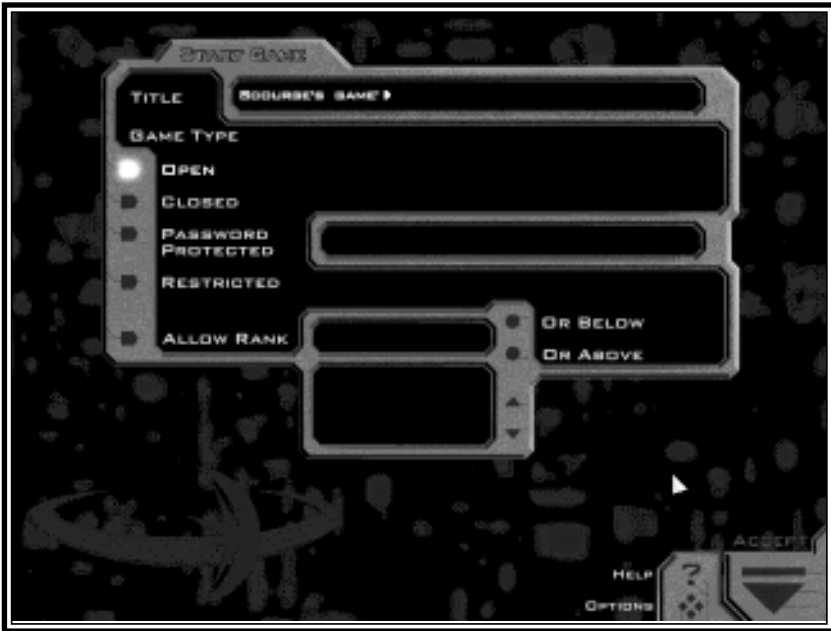 START GAME
TITLE
SCOURGE'S GAME
GAME TYPE
OPEN
CLOSED
PASSWORD
PROTECTED
RESTRICTED
ALLOW RANK
OR BELOW
OR ABOVE
ACCEPT
HELP
?
OPTIONS